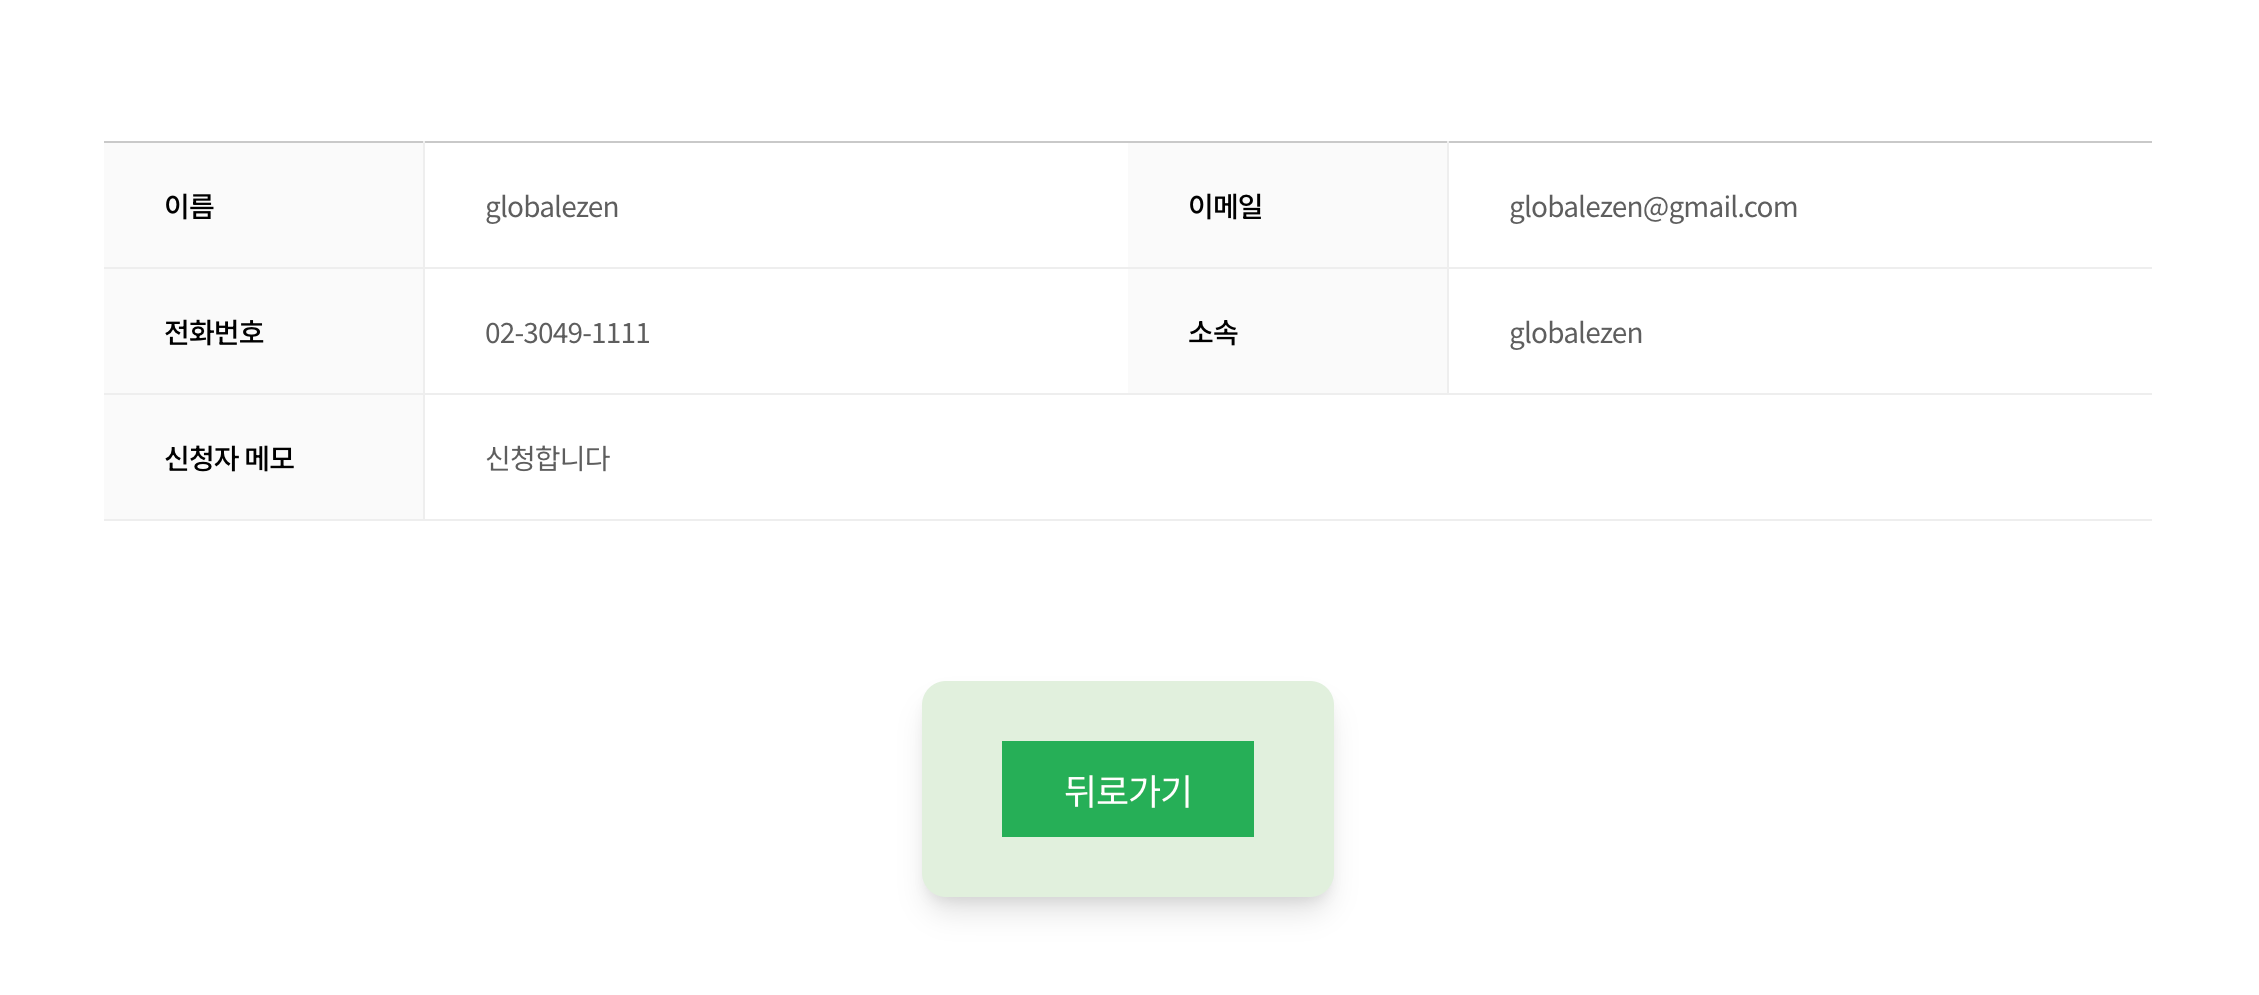 이름 globalezen 이메일 globalezen@gmail.com
전화번호 02-3049-1111 소속 globalezen
신청자 메모 신청합니다
뒤로가기